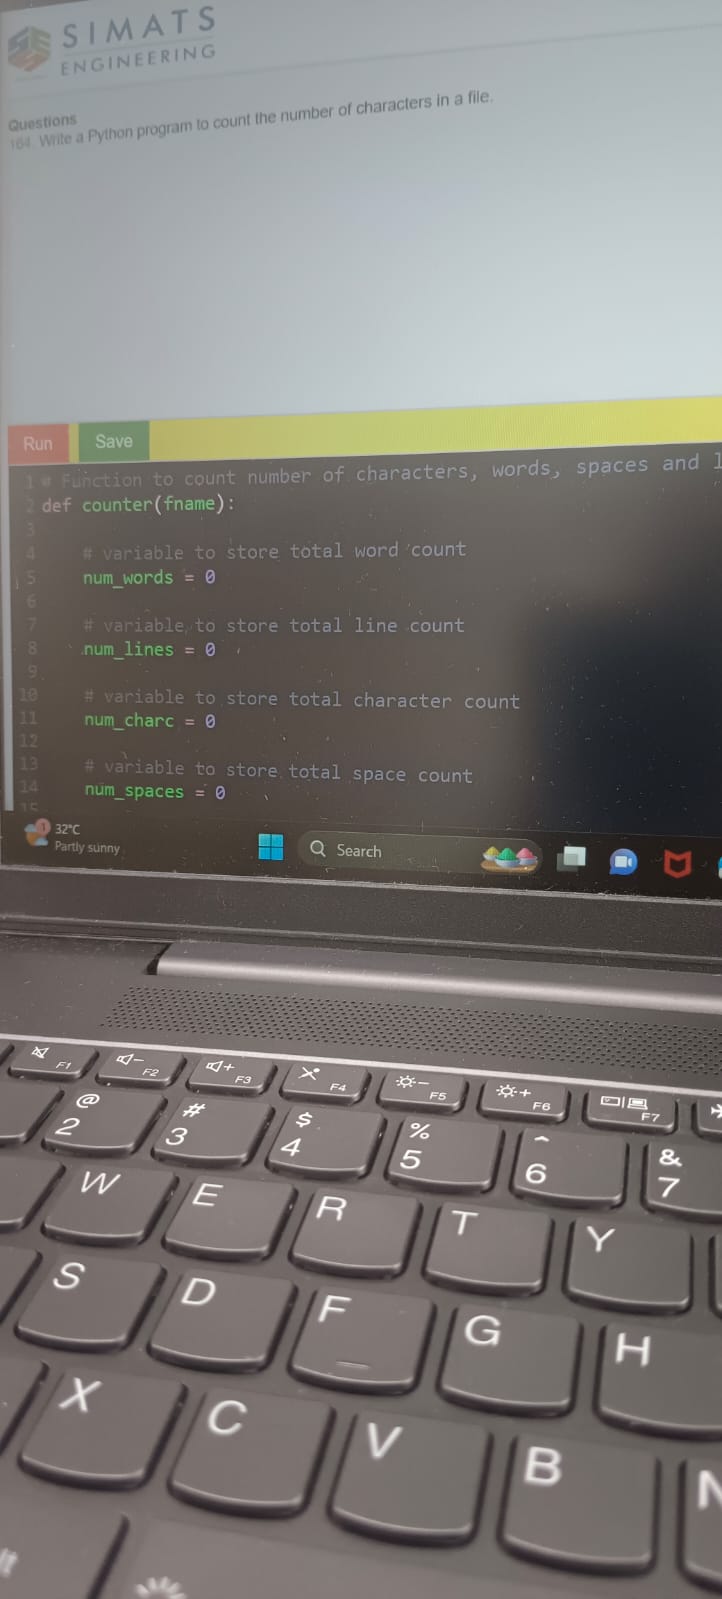 SIMATS
ENGINEERING
Questions
164. Write a Python program to count the number of characters in a file.
Run Save
1 # Function to count number of characters, words, spaces and l
2 def counter(fname):
3
4 # variable to store total word count
5 num_words = 0
6
7 # variable to store total line count
8 num_lines = 0
9
10 # variable to store total character count
11 num_charc = 0
12
13 # variable to store total space count
14 num_spaces = 0
15
1
32°C
Partly sunny
Search
F1 F2 F3 F4 F5 F6 F7
@ # $ % ^ &
2 3 4 5 6 7
W E R T Y
S D F G H
X C V B N
lt